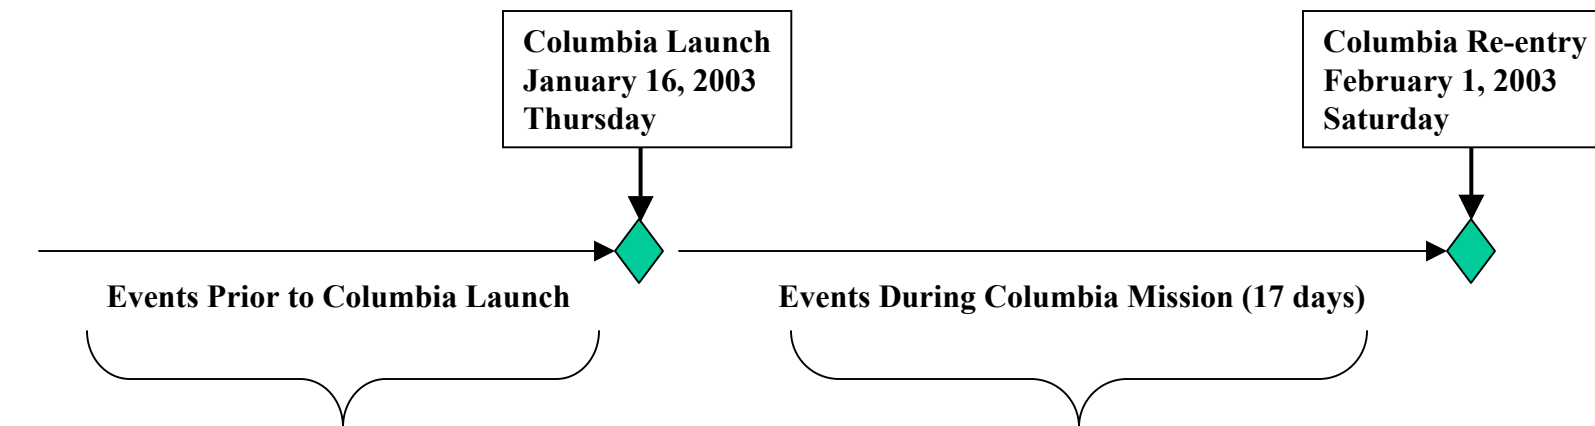 Columbia Launch
January 16, 2003
Thursday
Columbia Re-entry
February 1, 2003
Saturday
Events Prior to Columbia Launch
Events During Columbia Mission (17 days)